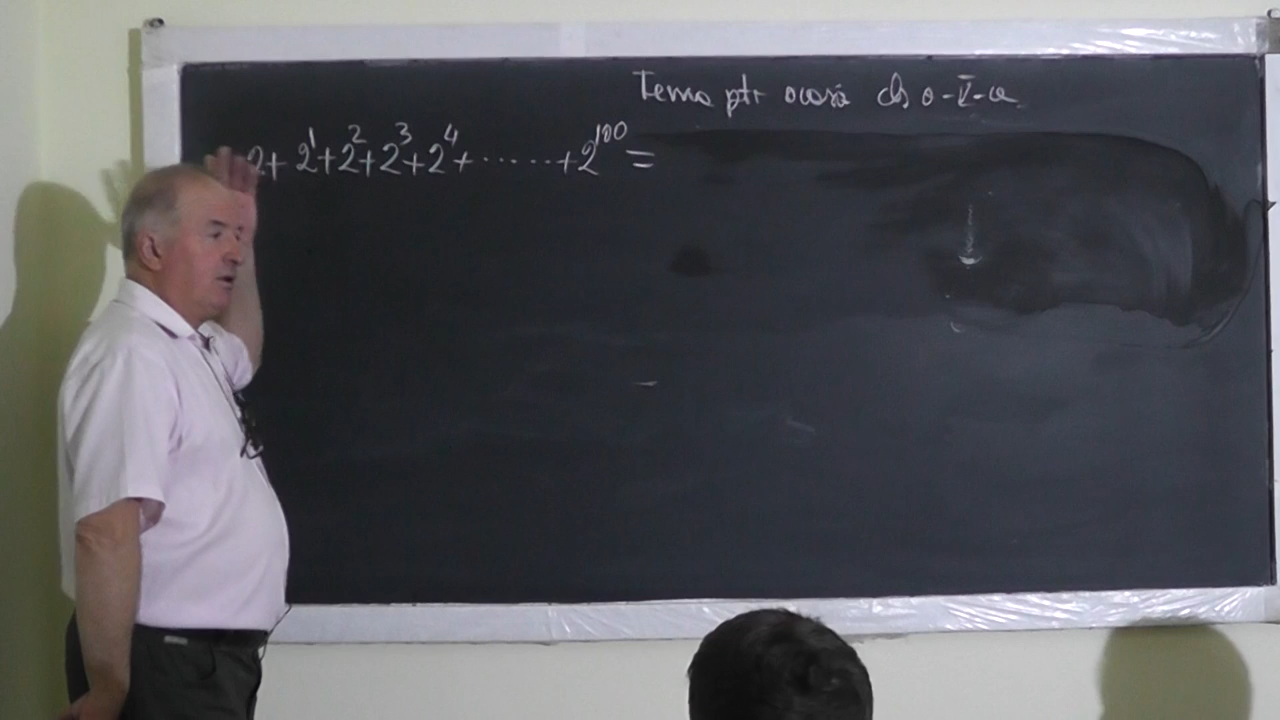 Tema ptr acasă cls a-V-a
2+2¹+2²+2³+2⁴+......+2¹⁰⁰=